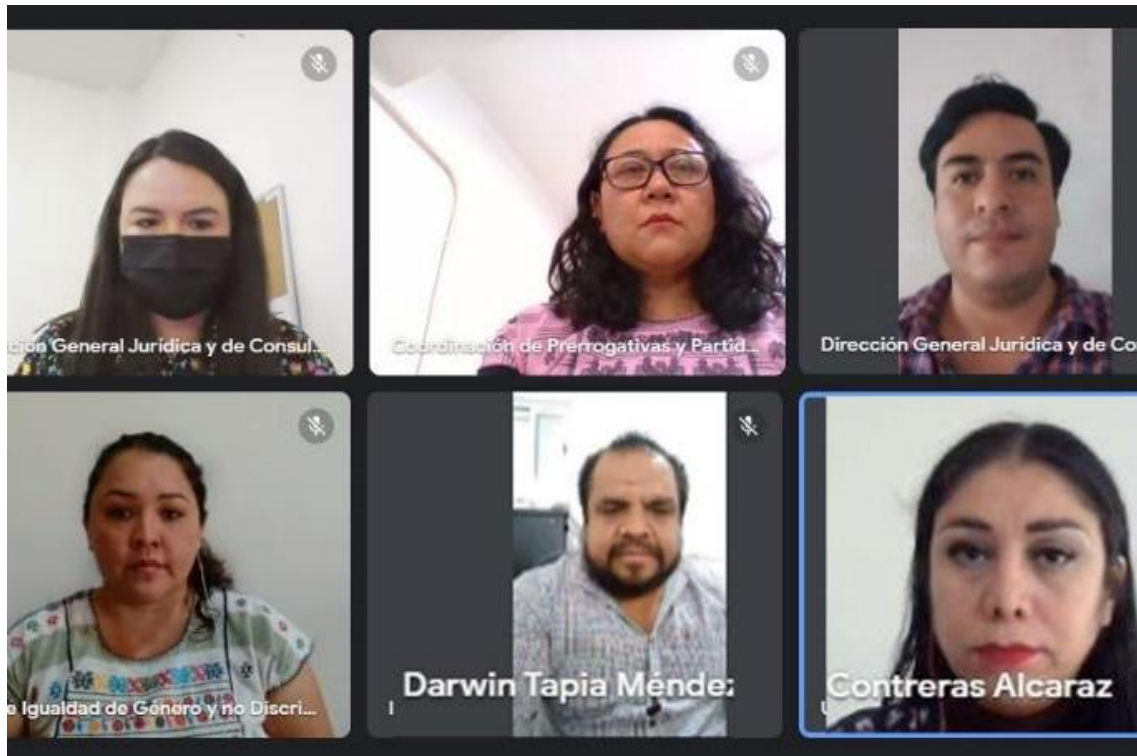 ción General Jurídica y de Consul...
Coordinación de Prerrogativas y Partid...
Dirección General Jurídica y de Co
e Igualdad de Género y no Discri...
Darwin Tapia Méndez
Contreras Alcaraz